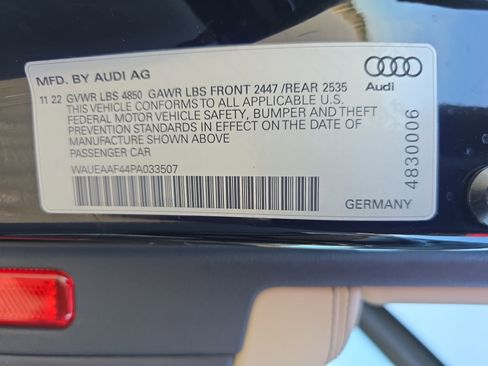 MFD. BY AUDI AG
11 22 GVWR LBS 4850 GAWR LBS FRONT 2447 /REAR 2535
THIS VEHICLE CONFORMS TO ALL APPLICABLE U.S.
FEDERAL MOTOR VEHICLE SAFETY, BUMPER AND THEFT
PREVENTION STANDARDS IN EFFECT ON THE DATE OF
MANUFACTURE SHOWN ABOVE
PASSENGER CAR
WAUEAAF44PA033507
Audi
4830006
GERMANY